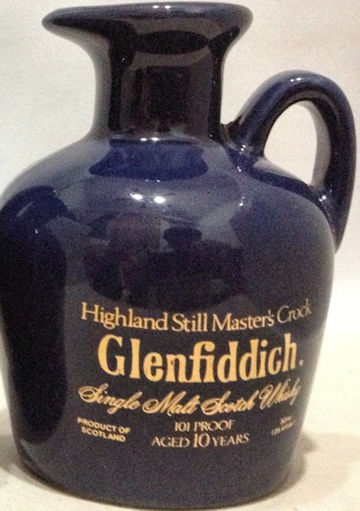 Highland Still Master's Crock
Glenfiddich.
Single Malt Scotch Whisky
101 PROOF
AGED 10 YEARS
PRODUCT OF
SCOTLAND